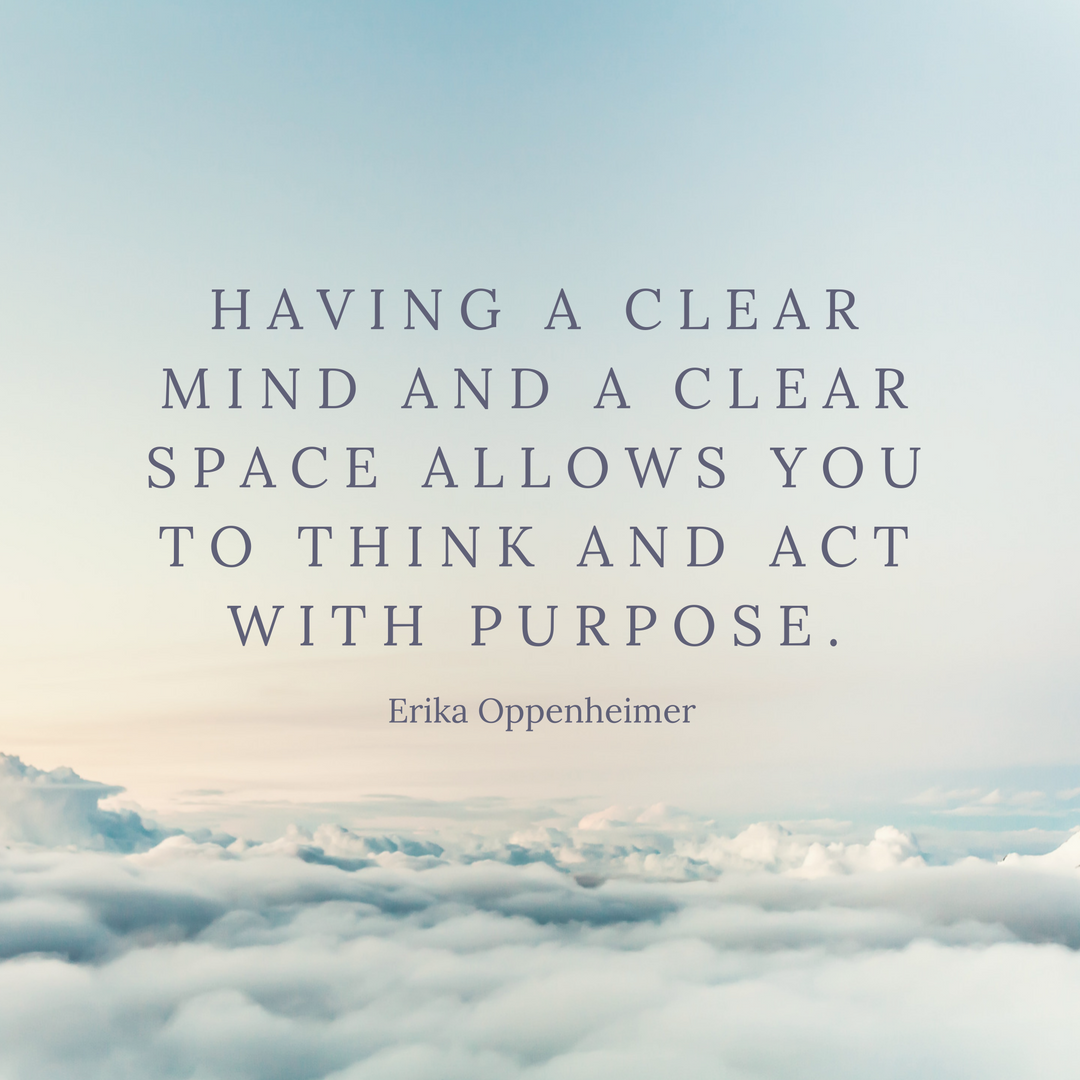 HAVING A CLEAR
MIND AND A CLEAR
SPACE ALLOWS YOU
TO THINK AND ACT
WITH PURPOSE.
Erika Oppenheimer